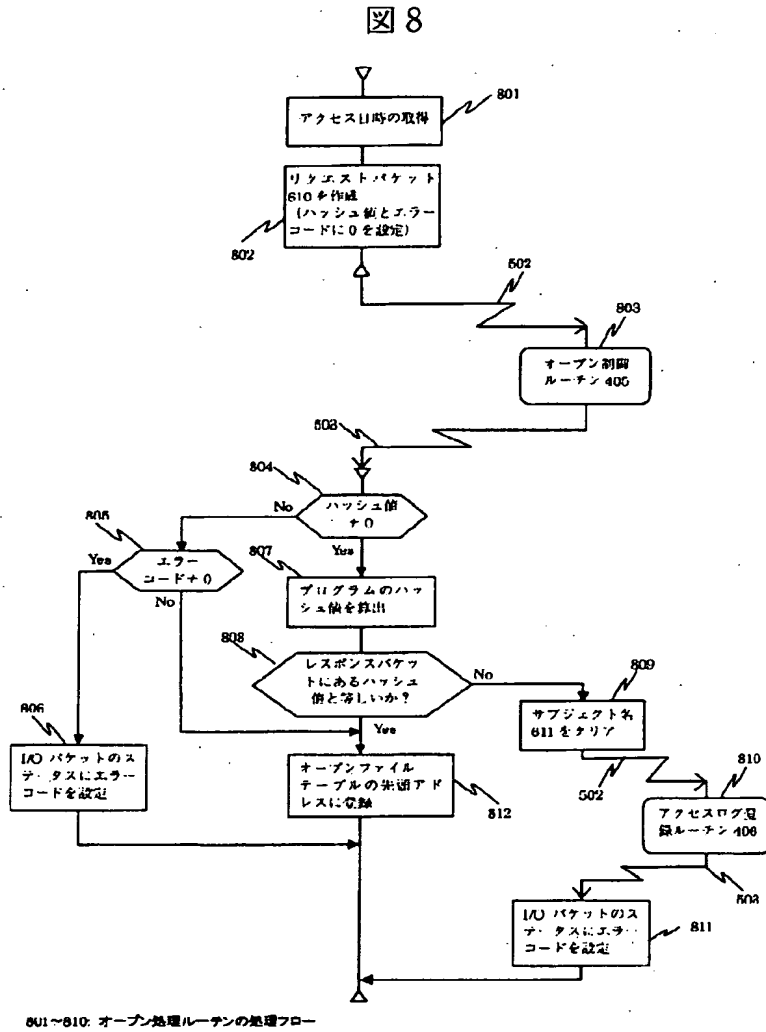 図8
801
アクセス日時の取得
リクエストパケット
610を作成
(ハッシュ値とエラー
コードに0を設定)
802
502
803
オープン制御
ルーチン 405
503
804
ハッシュ値
≠0
No
Yes
805
エラー
コード≠0
Yes
No
807
プログラムのハッ
シュ値を算出
808
レスポンスパケッ
トにあるハッシュ
値と等しいか?
No
Yes
809
サブジェクト名
611をクリア
502
806
I/O パケットのス
テータスにエラー
コードを設定
オープンファイル
テーブルの先頭アド
レスに登録
812
810
アクセスログ登
録ルーチン 406
503
I/O パケットのス
テータスにエラー
コードを設定
811
801~810: オープン処理ルーチンの処理フロー